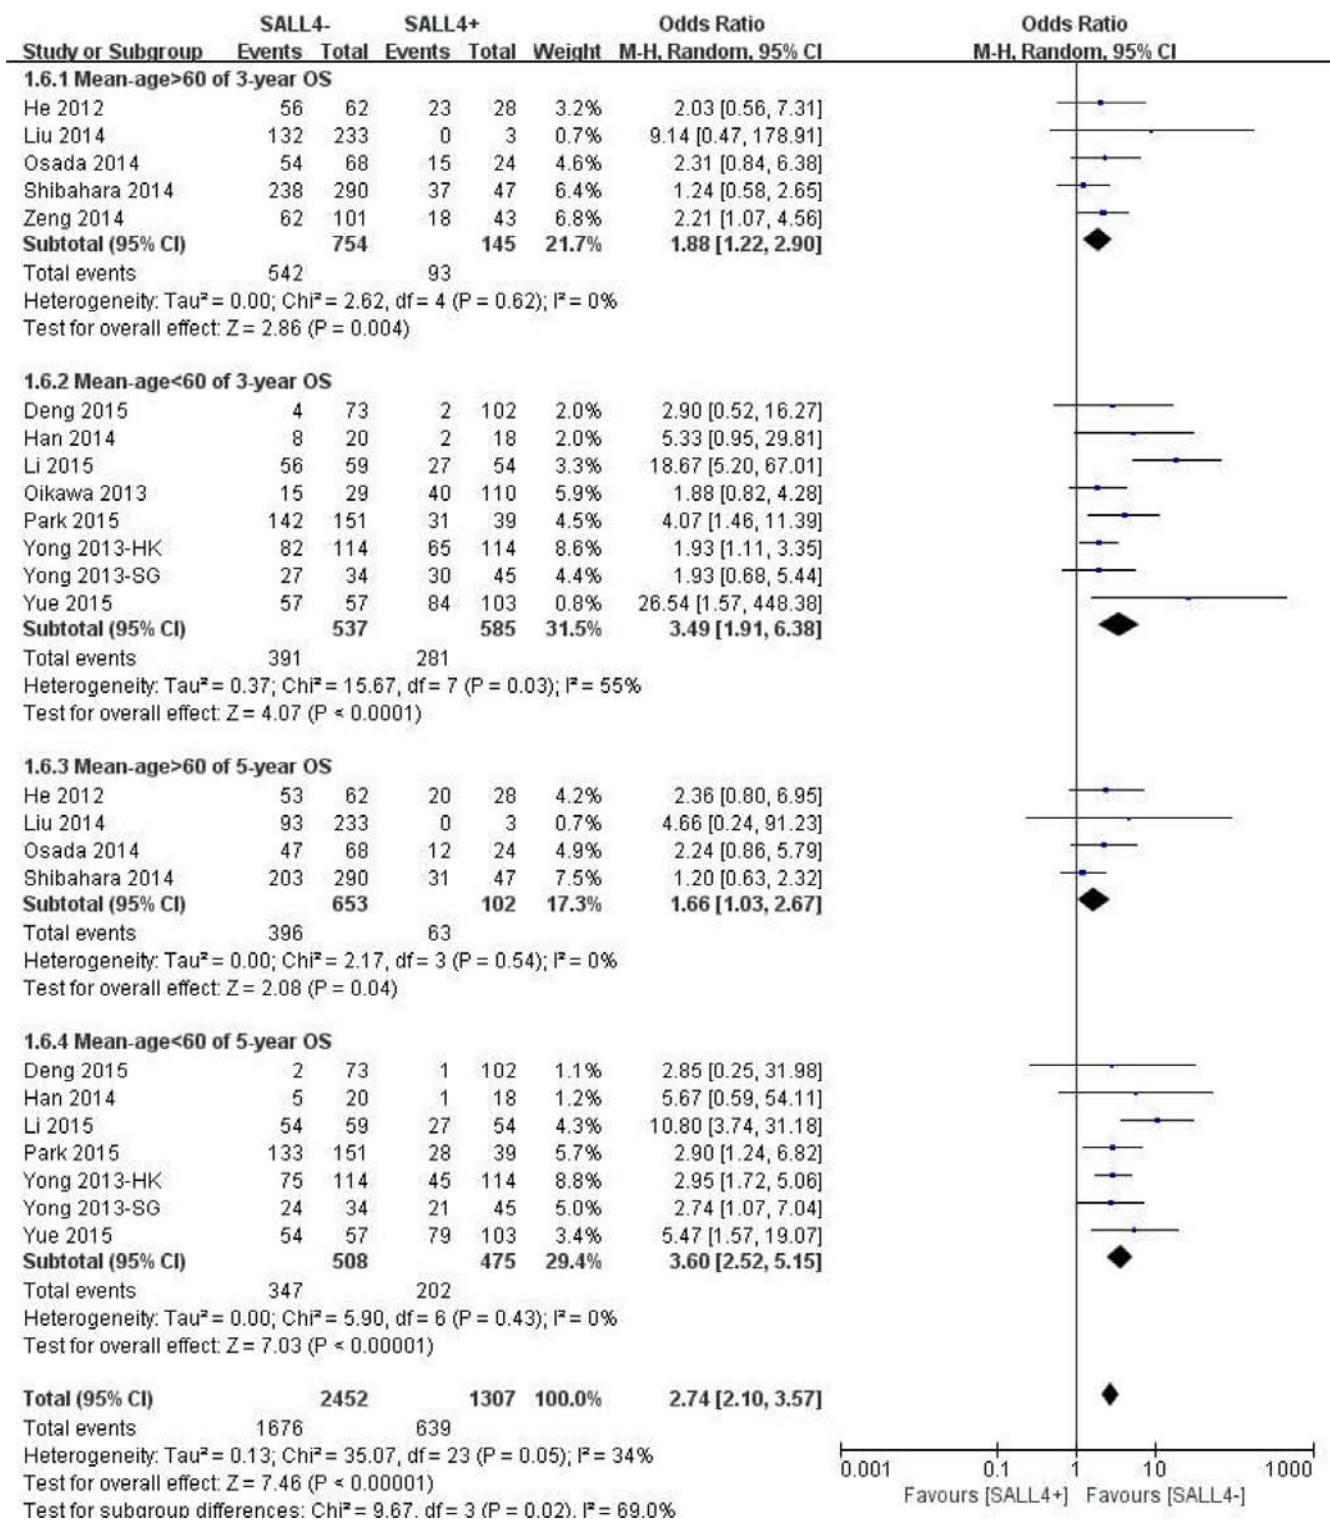 SALL4- SALL4+ Odds Ratio Odds Ratio
Study or Subgroup Events Total Events Total Weight M-H, Random, 95% CI M-H, Random, 95% CI
1.6.1 Mean-age>60 of 3-year OS
He 2012 56 62 23 28 3.2% 2.03 [0.56, 7.31]
Liu 2014 132 233 0 3 0.7% 9.14 [0.47, 178.91]
Osada 2014 54 68 15 24 4.6% 2.31 [0.84, 6.38]
Shibahara 2014 238 290 37 47 6.4% 1.24 [0.58, 2.65]
Zeng 2014 62 101 18 43 6.8% 2.21 [1.07, 4.56]
Subtotal (95% CI) 754 145 21.7% 1.88 [1.22, 2.90]
Total events 542 93
Heterogeneity: Tau² = 0.00; Chi² = 2.62, df = 4 (P = 0.62); I² = 0%
Test for overall effect: Z = 2.86 (P = 0.004)
1.6.2 Mean-age<60 of 3-year OS
Deng 2015 4 73 2 102 2.0% 2.90 [0.52, 16.27]
Han 2014 8 20 2 18 2.0% 5.33 [0.95, 29.81]
Li 2015 56 59 27 54 3.3% 18.67 [5.20, 67.01]
Oikawa 2013 15 29 40 110 5.9% 1.88 [0.82, 4.28]
Park 2015 142 151 31 39 4.5% 4.07 [1.46, 11.39]
Yong 2013-HK 82 114 65 114 8.6% 1.93 [1.11, 3.35]
Yong 2013-SG 27 34 30 45 4.4% 1.93 [0.68, 5.44]
Yue 2015 57 57 84 103 0.8% 26.54 [1.57, 448.38]
Subtotal (95% CI) 537 585 31.5% 3.49 [1.91, 6.38]
Total events 391 281
Heterogeneity: Tau² = 0.37; Chi² = 15.67, df = 7 (P = 0.03); I² = 55%
Test for overall effect: Z = 4.07 (P < 0.0001)
1.6.3 Mean-age>60 of 5-year OS
He 2012 53 62 20 28 4.2% 2.36 [0.80, 6.95]
Liu 2014 93 233 0 3 0.7% 4.66 [0.24, 91.23]
Osada 2014 47 68 12 24 4.9% 2.24 [0.86, 5.79]
Shibahara 2014 203 290 31 47 7.5% 1.20 [0.63, 2.32]
Subtotal (95% CI) 653 102 17.3% 1.66 [1.03, 2.67]
Total events 396 63
Heterogeneity: Tau² = 0.00; Chi² = 2.17, df = 3 (P = 0.54); I² = 0%
Test for overall effect: Z = 2.08 (P = 0.04)
1.6.4 Mean-age<60 of 5-year OS
Deng 2015 2 73 1 102 1.1% 2.85 [0.25, 31.98]
Han 2014 5 20 1 18 1.2% 5.67 [0.59, 54.11]
Li 2015 54 59 27 54 4.3% 10.80 [3.74, 31.18]
Park 2015 133 151 28 39 5.7% 2.90 [1.24, 6.82]
Yong 2013-HK 75 114 45 114 8.8% 2.95 [1.72, 5.06]
Yong 2013-SG 24 34 21 45 5.0% 2.74 [1.07, 7.04]
Yue 2015 54 57 79 103 3.4% 5.47 [1.57, 19.07]
Subtotal (95% CI) 508 475 29.4% 3.60 [2.52, 5.15]
Total events 347 202
Heterogeneity: Tau² = 0.00; Chi² = 5.90, df = 6 (P = 0.43); I² = 0%
Test for overall effect: Z = 7.03 (P < 0.00001)
Total (95% CI) 2452 1307 100.0% 2.74 [2.10, 3.57]
Total events 1676 639
Heterogeneity: Tau² = 0.13; Chi² = 35.07, df = 23 (P = 0.05); I² = 34%
Test for overall effect: Z = 7.46 (P < 0.00001)
Test for subgroup differences: Chi² = 9.67, df = 3 (P = 0.02), I² = 69.0%
0.001 0.1 1 10 1000
Favours [SALL4+] Favours [SALL4-]